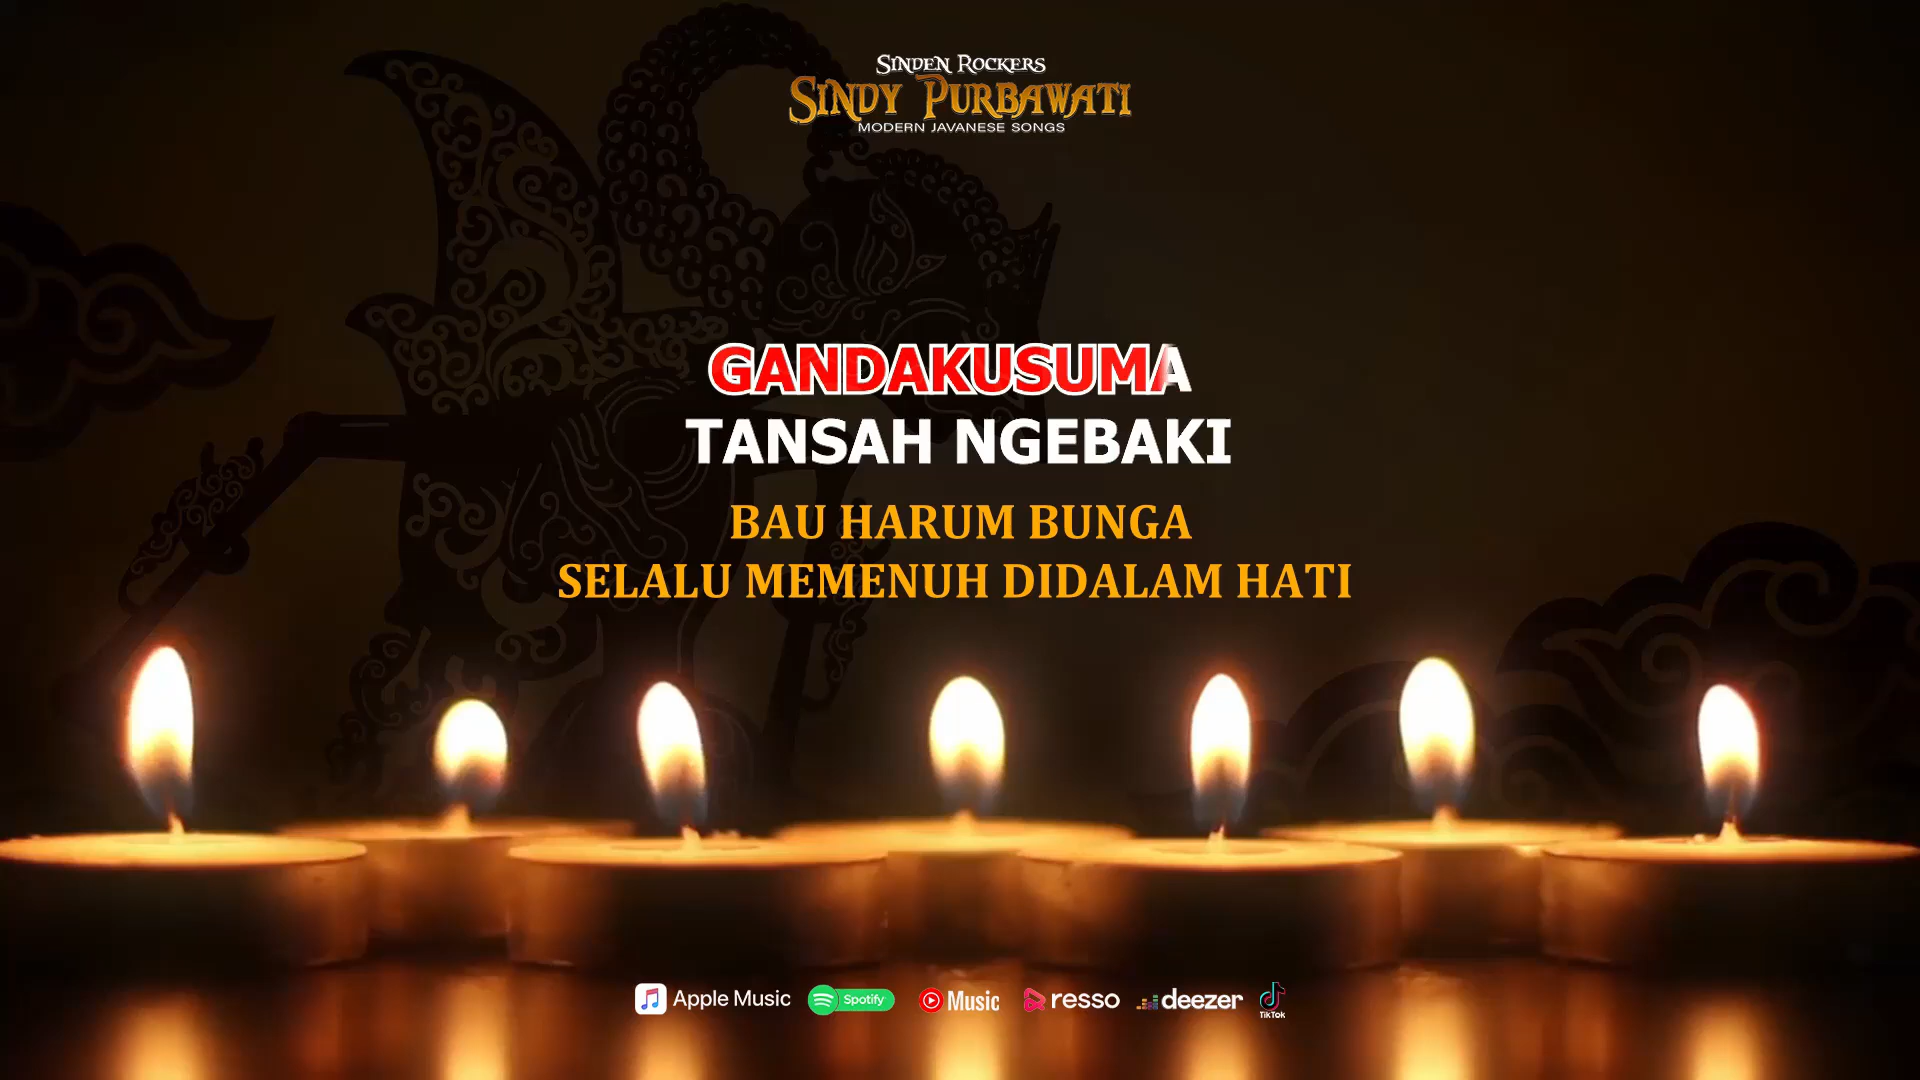 SINDEN ROCKERS
SINDY PURBAWATI
MODERN JAVANESE SONGS
GANDAKUSUMA
TANSAH NGEBAKI
BAU HARUM BUNGA
SELALU MEMENUH DIDALAM HATI
Apple Music Spotify Music resso deezer TikTok